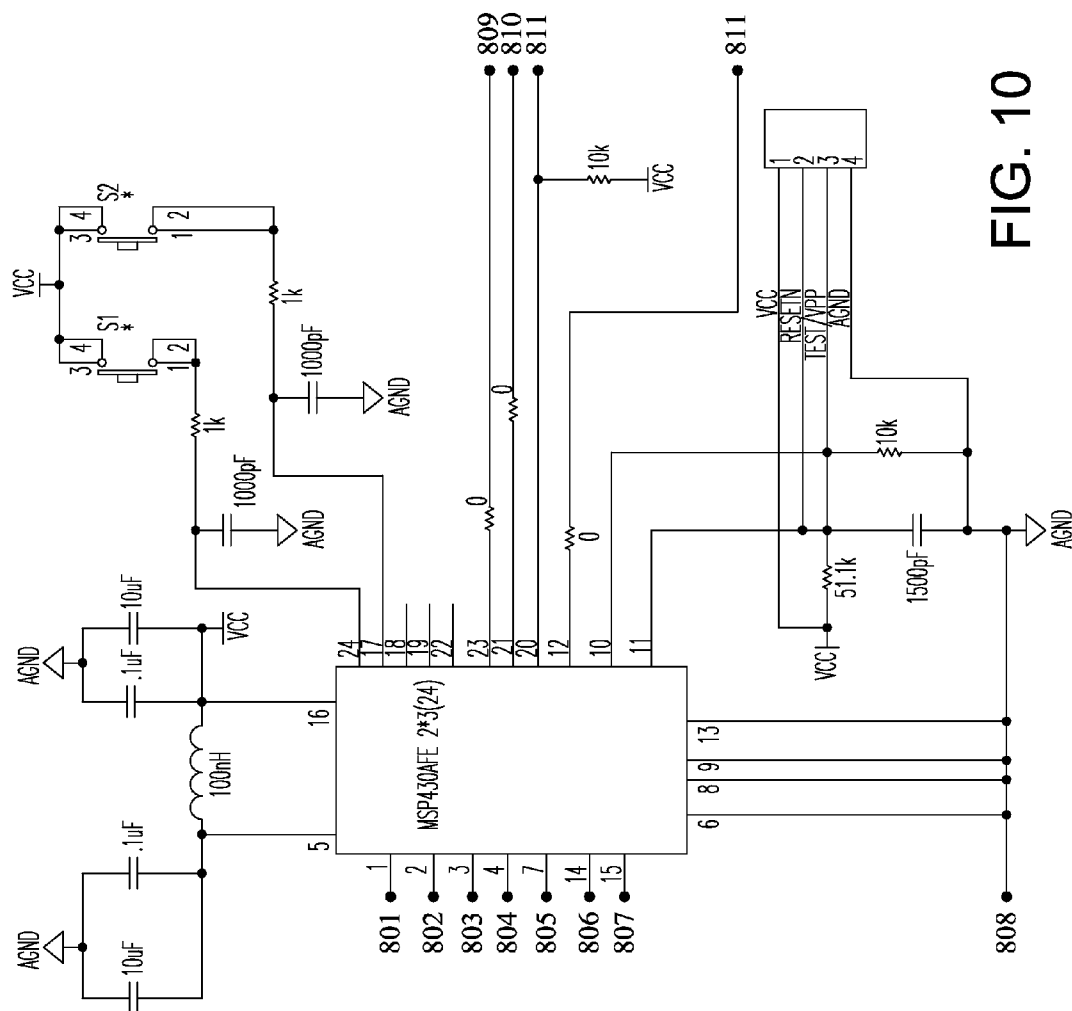 AGND
10uF
.1uF
100nH
.1uF
10uF
AGND
VCC
VCC
S1
*
3
4
1
2
1k
1000pF
AGND
S2
*
3
4
1
2
1k
1000pF
AGND
5
16
MSP430AFE 2*3(24)
1
2
3
4
7
14
15
801
802
803
804
805
806
807
24
17
18
19
22
23
21
20
12
10
11
6
8
9
13
0
0
0
809
810
811
10k
VCC
811
VCC
RESETN
TEST/VPP
AGND
1
2
3
4
VCC
51.1k
1500pF
10k
AGND
808
FIG. 10